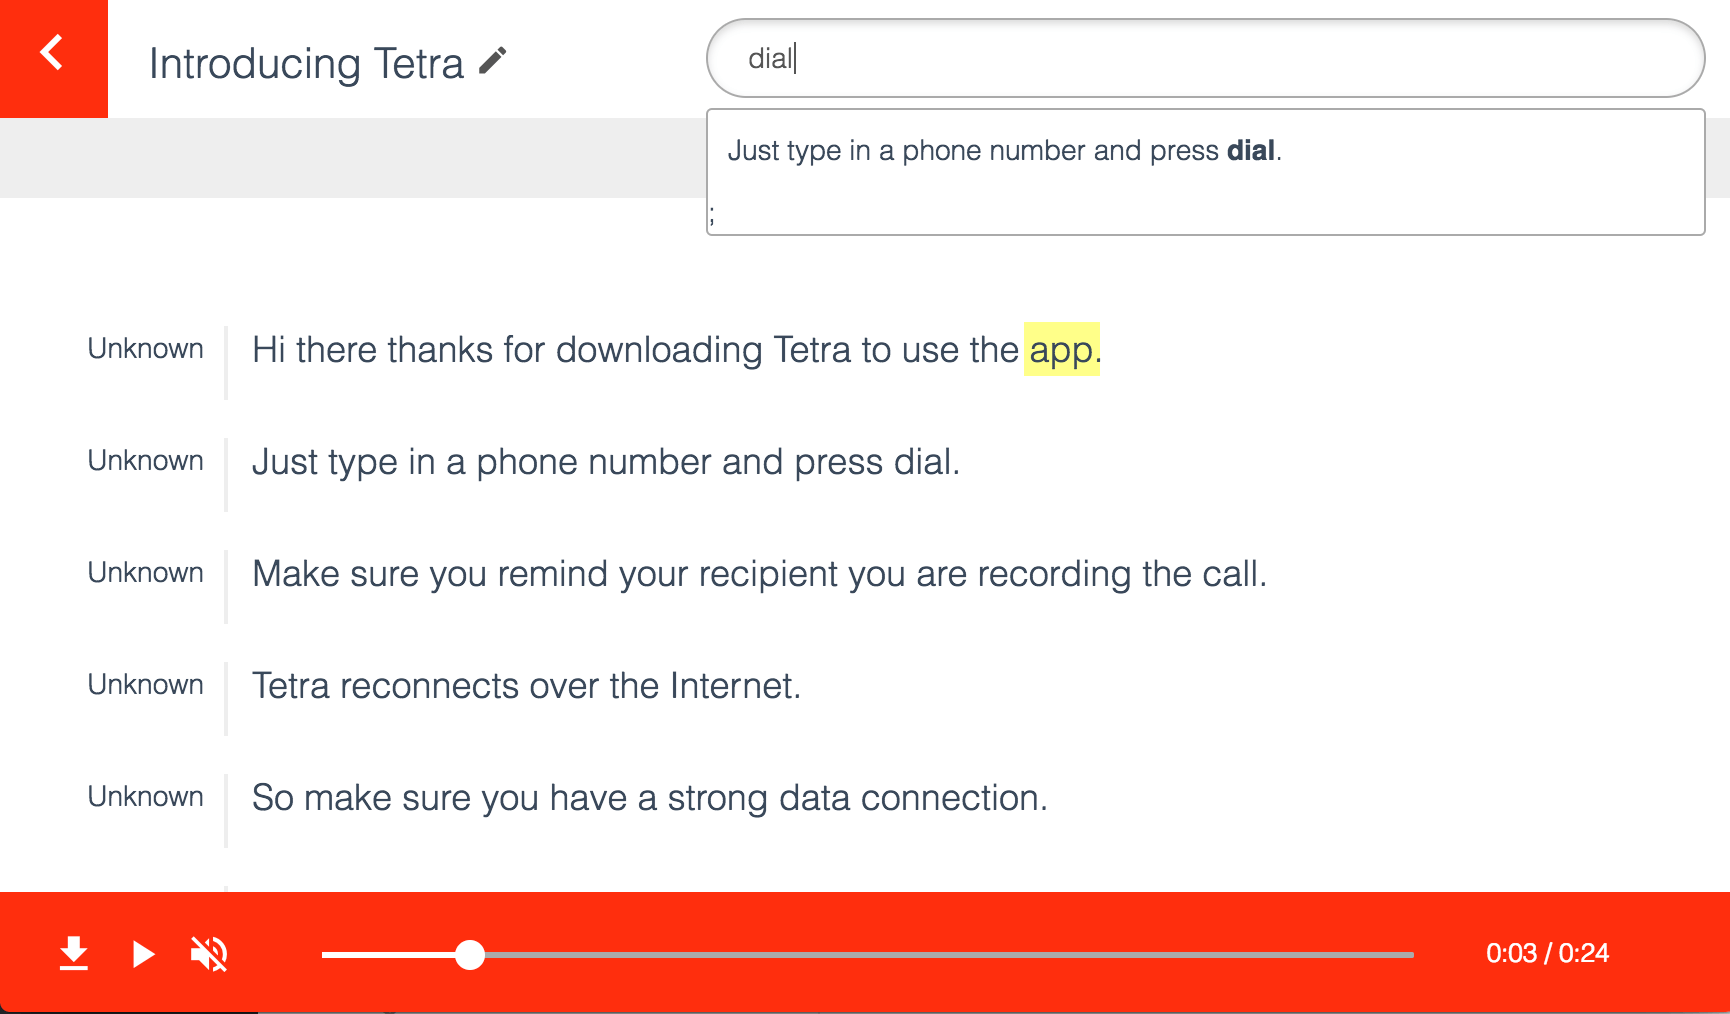 Introducing Tetra
dial
Just type in a phone number and press dial.
;
Unknown
Hi there thanks for downloading Tetra to use the app.
Unknown
Just type in a phone number and press dial.
Unknown
Make sure you remind your recipient you are recording the call.
Unknown
Tetra reconnects over the Internet.
Unknown
So make sure you have a strong data connection.
0:03 / 0:24